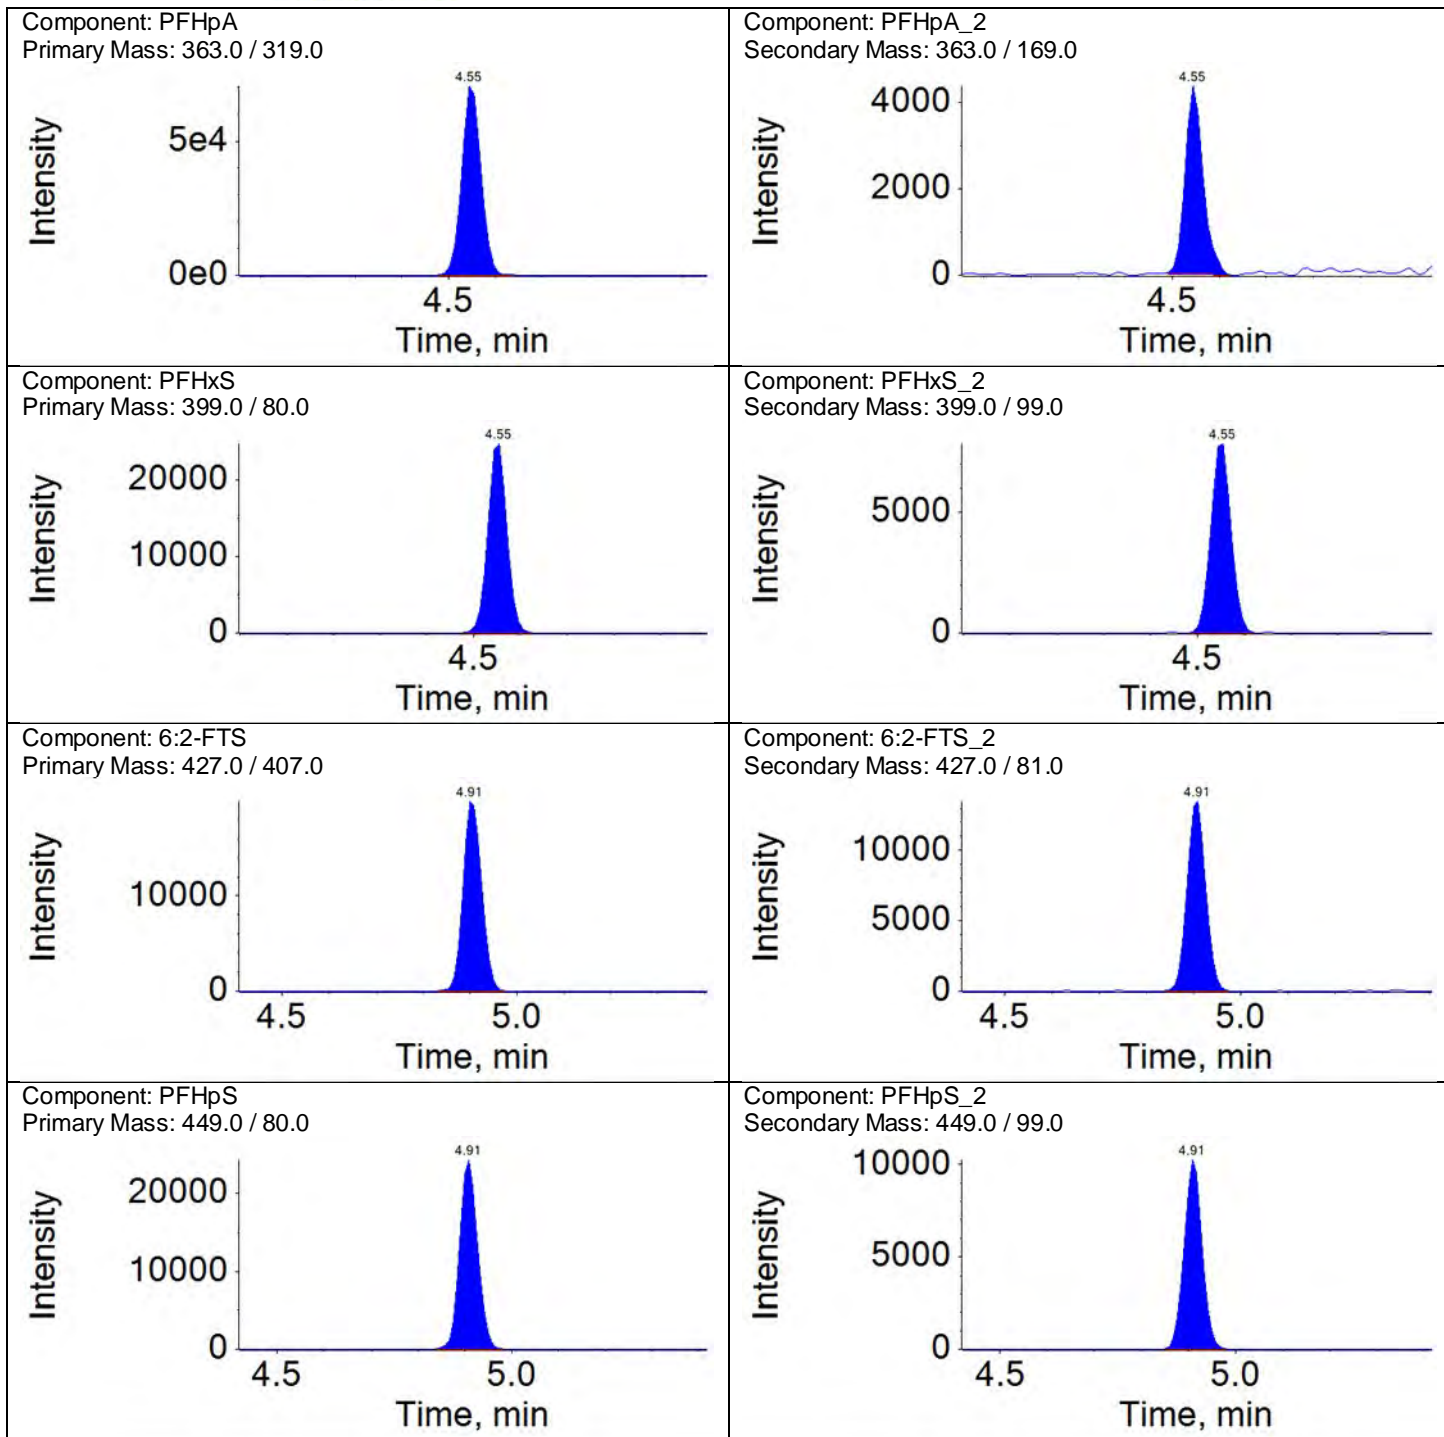 Component: PFHpA
Primary Mass: 363.0 / 319.0
4.55
Intensity
5e4
0e0
4.5
Time, min
Component: PFHpA_2
Secondary Mass: 363.0 / 169.0
4.55
Intensity
4000
2000
0
4.5
Time, min
Component: PFHxS
Primary Mass: 399.0 / 80.0
4.55
Intensity
20000
10000
0
4.5
Time, min
Component: PFHxS_2
Secondary Mass: 399.0 / 99.0
4.55
Intensity
5000
0
4.5
Time, min
Component: 6:2-FTS
Primary Mass: 427.0 / 407.0
4.91
Intensity
10000
0
4.5 5.0
Time, min
Component: 6:2-FTS_2
Secondary Mass: 427.0 / 81.0
4.91
Intensity
10000
5000
0
4.5 5.0
Time, min
Component: PFHpS
Primary Mass: 449.0 / 80.0
4.91
Intensity
20000
10000
0
4.5 5.0
Time, min
Component: PFHpS_2
Secondary Mass: 449.0 / 99.0
4.91
Intensity
10000
5000
0
4.5 5.0
Time, min